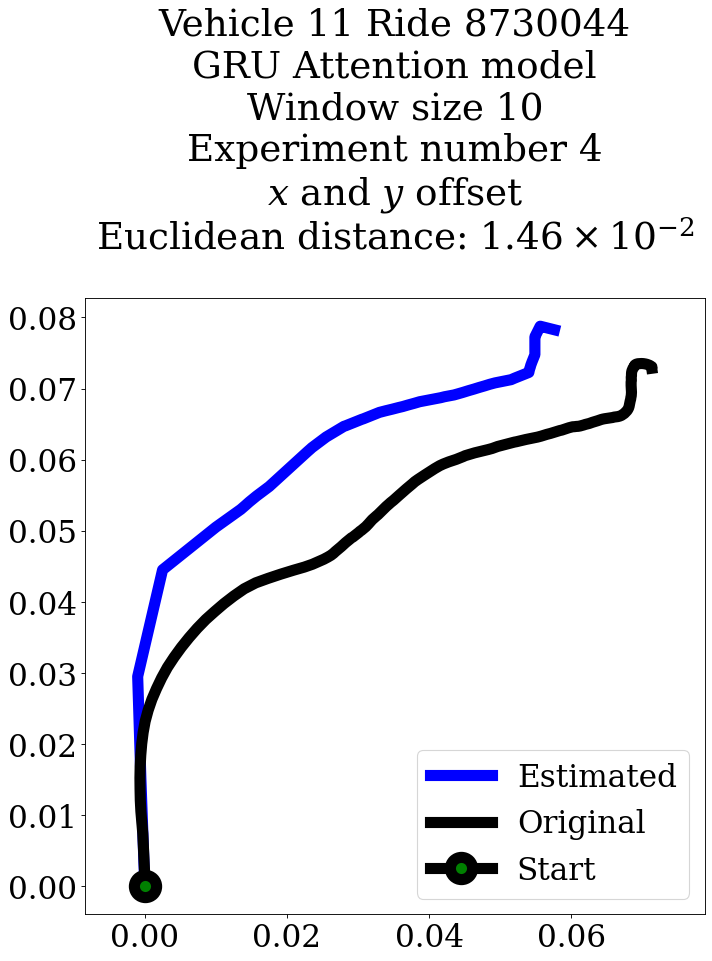 Vehicle 11 Ride 8730044
GRU Attention model
Window size 10
Experiment number 4
x and y offset
Euclidean distance: 1.46 × 10⁻²
0.08
0.07
0.06
0.05
0.04
0.03
0.02
0.01
0.00
Estimated
Original
Start
0.00 0.02 0.04 0.06